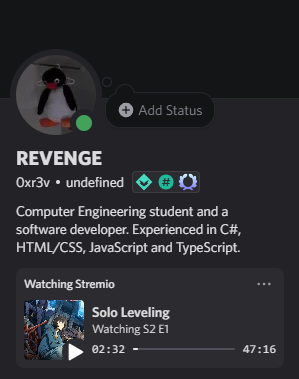 Add Status
REVENGE
0xr3v • undefined
#
Computer Engineering student and a
software developer. Experienced in C#,
HTML/CSS, JavaScript and TypeScript.
Watching Stremio
Solo Leveling
Watching S2 E1
02:32 47:16